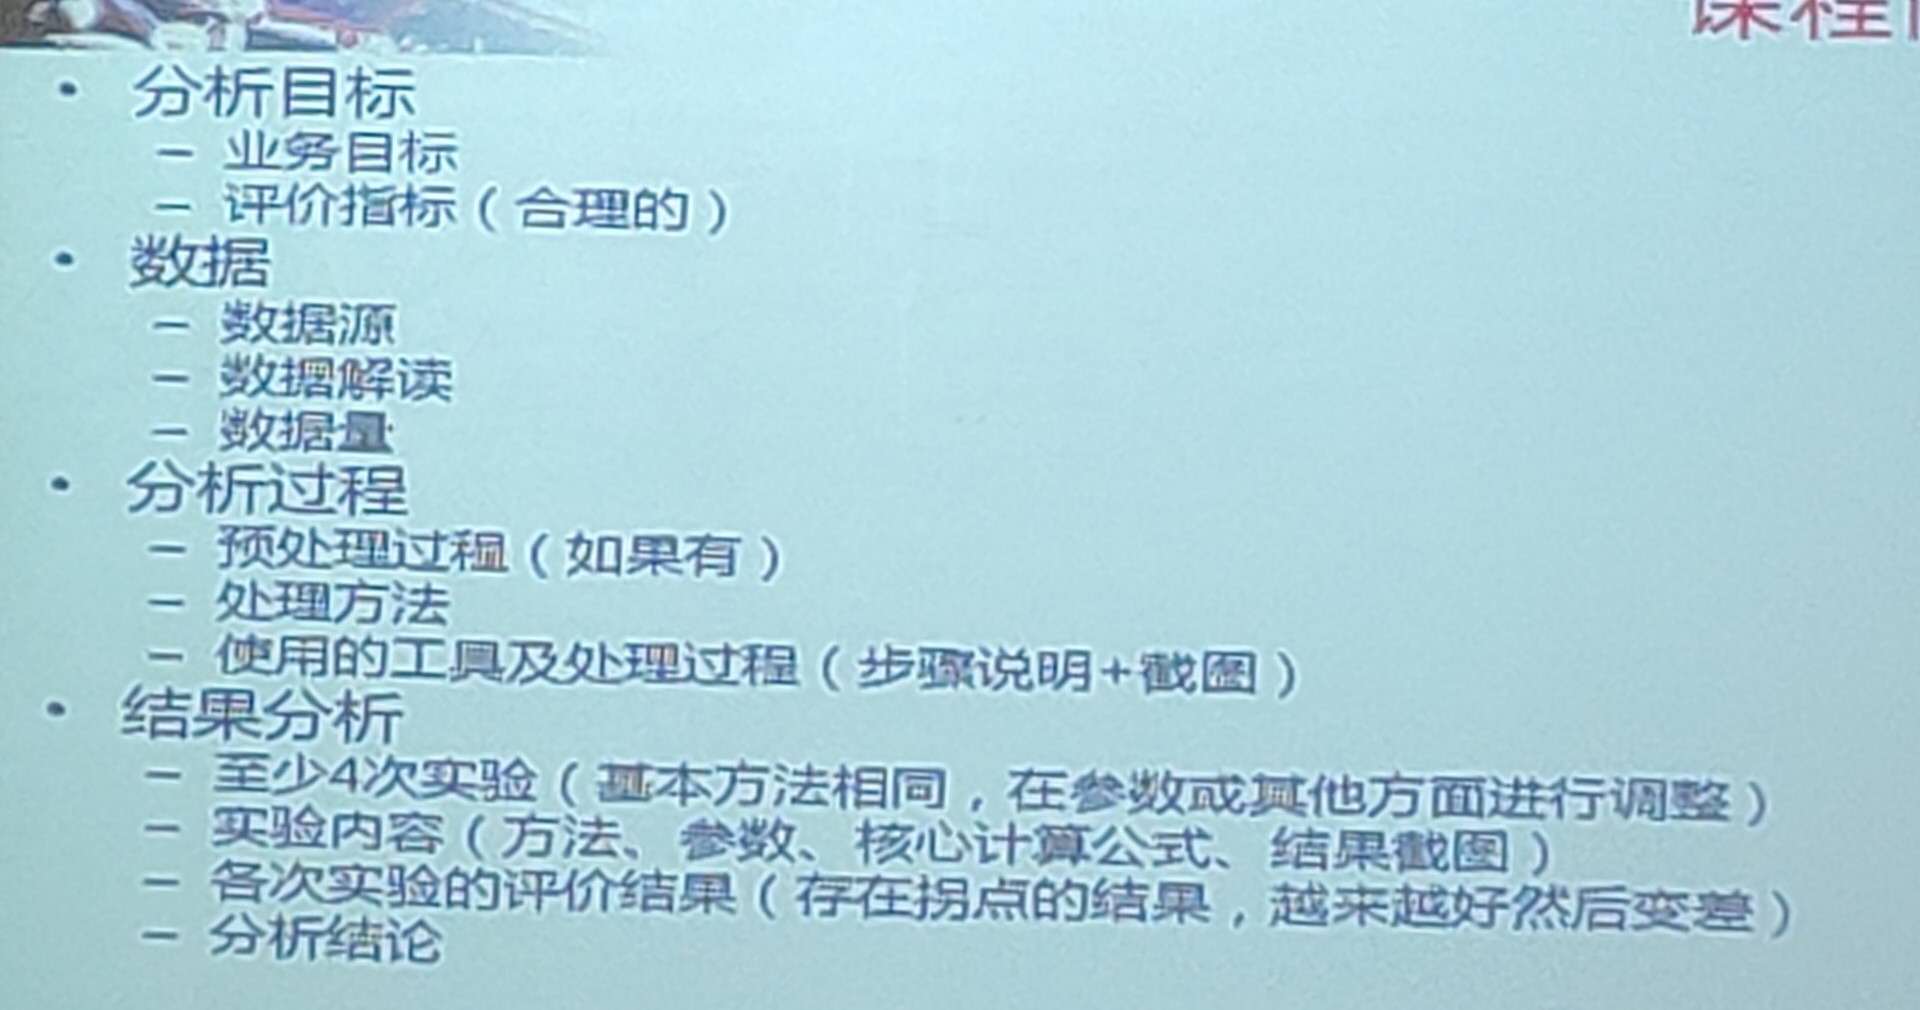 课程
• 分析目标
– 业务目标
– 评价指标（合理的）
• 数据
– 数据源
– 数据解读
– 数据量
• 分析过程
– 预处理过程（如果有）
– 处理方法
– 使用的工具及处理过程（步骤说明+截图）
• 结果分析
– 至少4次实验（基本方法相同，在参数或其他方面进行调整）
– 实验内容（方法、参数、核心计算公式、结果截图）
– 各次实验的评价结果（存在拐点的结果，越来越好然后变差）
– 分析结论